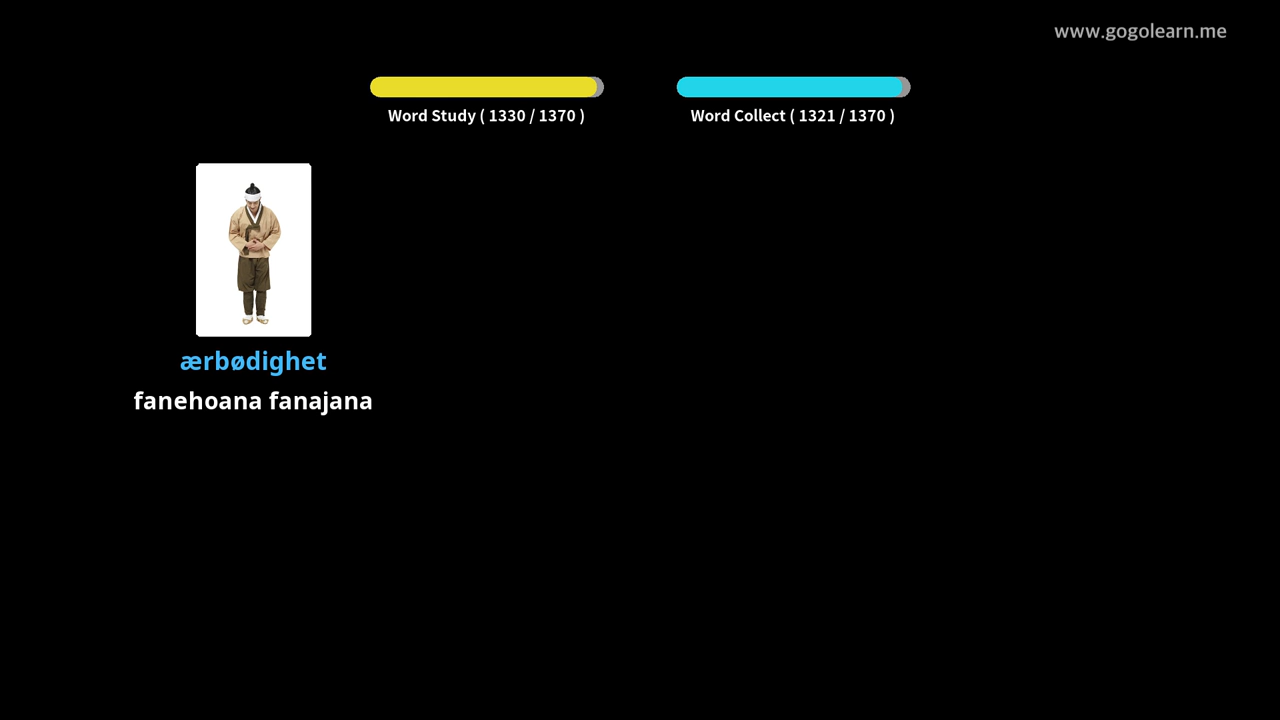 www.gogolearn.me
Word Study ( 1330 / 1370 )
Word Collect ( 1321 / 1370 )
ærbødighet
fanehoana fanajana